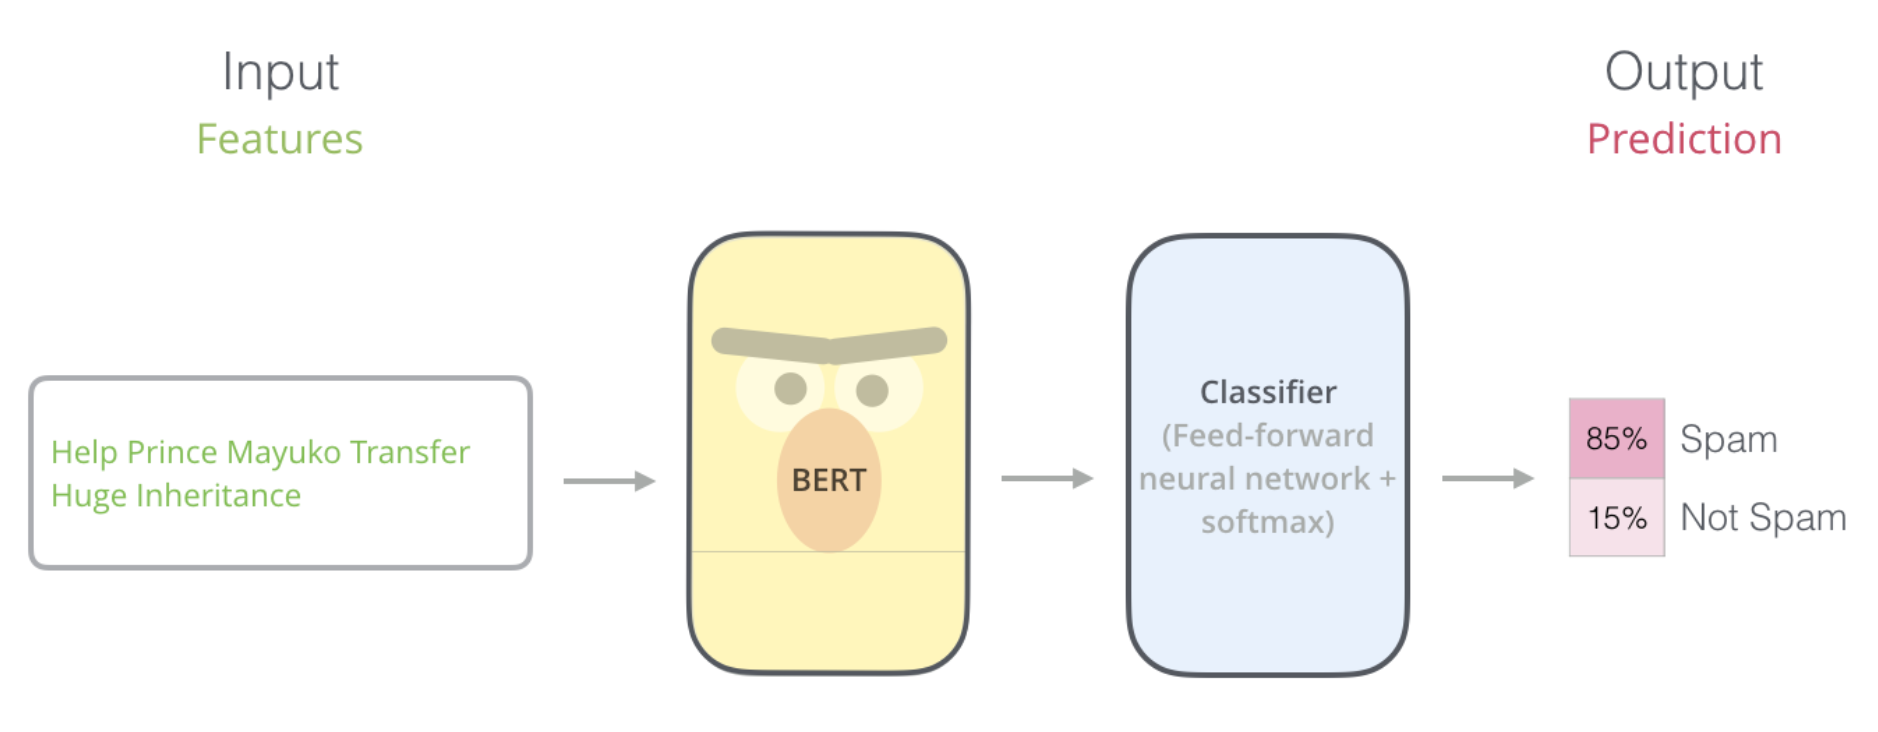 Input
Features
Output
Prediction
Help Prince Mayuko Transfer
Huge Inheritance
BERT
Classifier
(Feed-forward
neural network +
softmax)
85% Spam
15% Not Spam